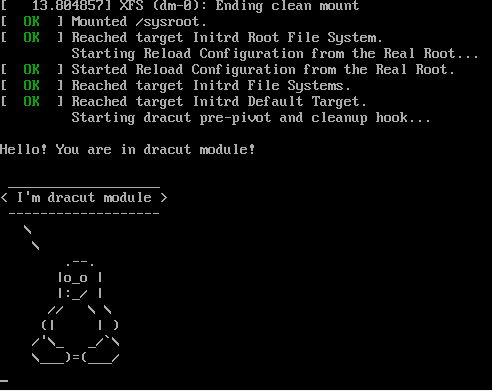 [   13.804857] XFS (dm-0): Ending clean mount
[  OK  ] Mounted /sysroot.
[  OK  ] Reached target Initrd Root File System.
         Starting Reload Configuration from the Real Root...
[  OK  ] Started Reload Configuration from the Real Root.
[  OK  ] Reached target Initrd File Systems.
[  OK  ] Reached target Initrd Default Target.
         Starting dracut pre-pivot and cleanup hook...
Hello! You are in dracut module!
 ___________________
< I'm dracut module >
 -------------------
   \
    \
        .--.
       |o_o |
       |:_/ |
      //   \ \
     (|     | )
    /'\_   _/`\
    \___)=(___/
_